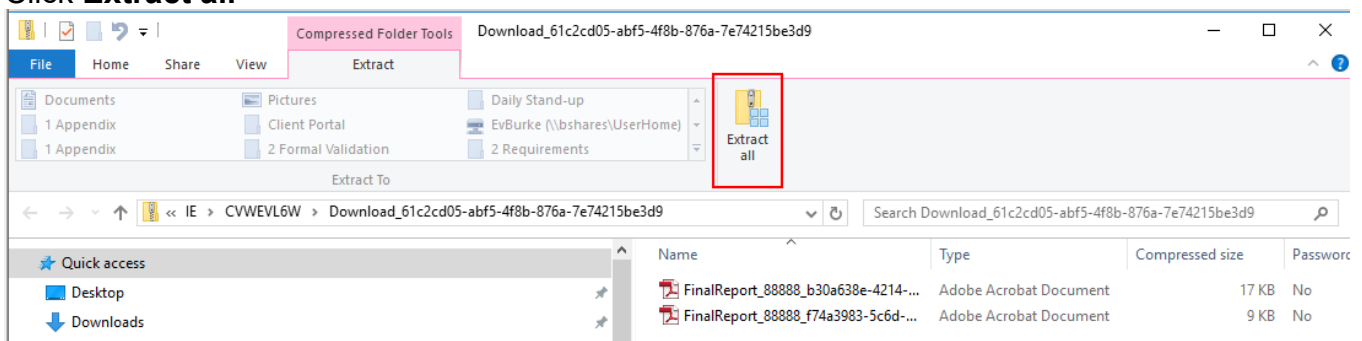 Click Extract all
Compressed Folder Tools Download_61c2cd05-abf5-4f8b-876a-7e74215be3d9
File Home Share View Extract
Documents Pictures Daily Stand-up
1 Appendix Client Portal EvBurke (\\bshares\UserHome)
1 Appendix 2 Formal Validation 2 Requirements
Extract all
Extract To
« IE > CVWEVL6W > Download_61c2cd05-abf5-4f8b-876a-7e74215be3d9 Search Download_61c2cd05-abf5-4f8b-876a-7e74215be3d9
Quick access Name Type Compressed size Password
Desktop FinalReport_88888_b30a638e-4214-... Adobe Acrobat Document 17 KB No
Downloads FinalReport_88888_f74a3983-5c6d-... Adobe Acrobat Document 9 KB No